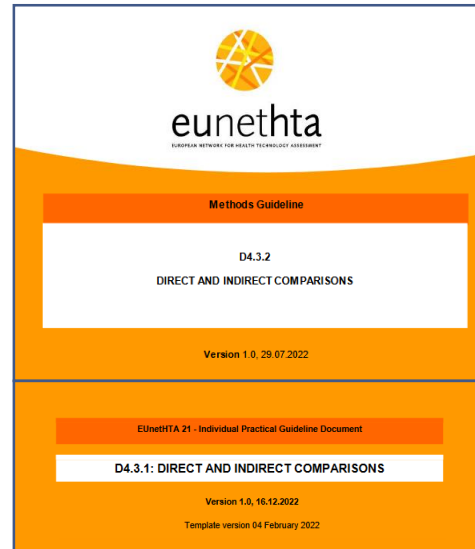 eunethta
EUROPEAN NETWORK FOR HEALTH TECHNOLOGY ASSESSMENT
Methods Guideline
D4.3.2
DIRECT AND INDIRECT COMPARISONS
Version 1.0, 29.07.2022
EUnetHTA 21 - Individual Practical Guideline Document
D4.3.1: DIRECT AND INDIRECT COMPARISONS
Version 1.0, 16.12.2022
Template version 04 February 2022